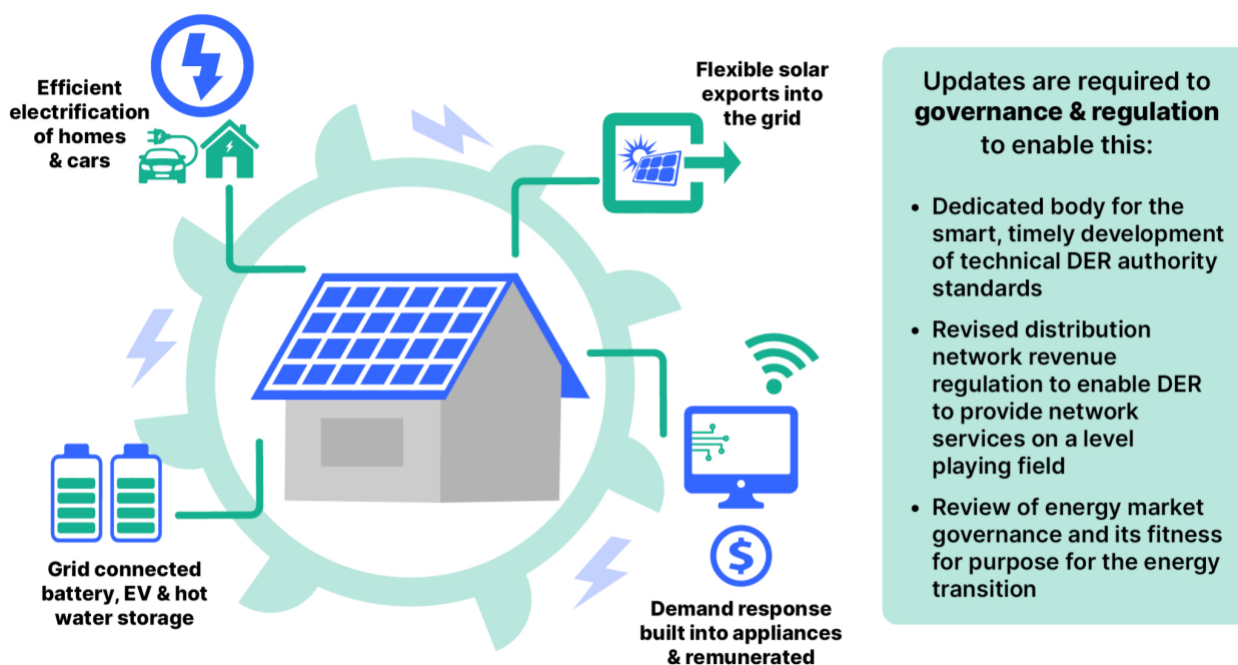 Efficient
electrification
of homes
& cars
Flexible solar
exports into
the grid
Grid connected
battery, EV & hot
water storage
$
Demand response
built into appliances
& remunerated
Updates are required to
governance & regulation
to enable this:
• Dedicated body for the
smart, timely development
of technical DER authority
standards
• Revised distribution
network revenue
regulation to enable DER
to provide network
services on a level
playing field
• Review of energy market
governance and its fitness
for purpose for the energy
transition